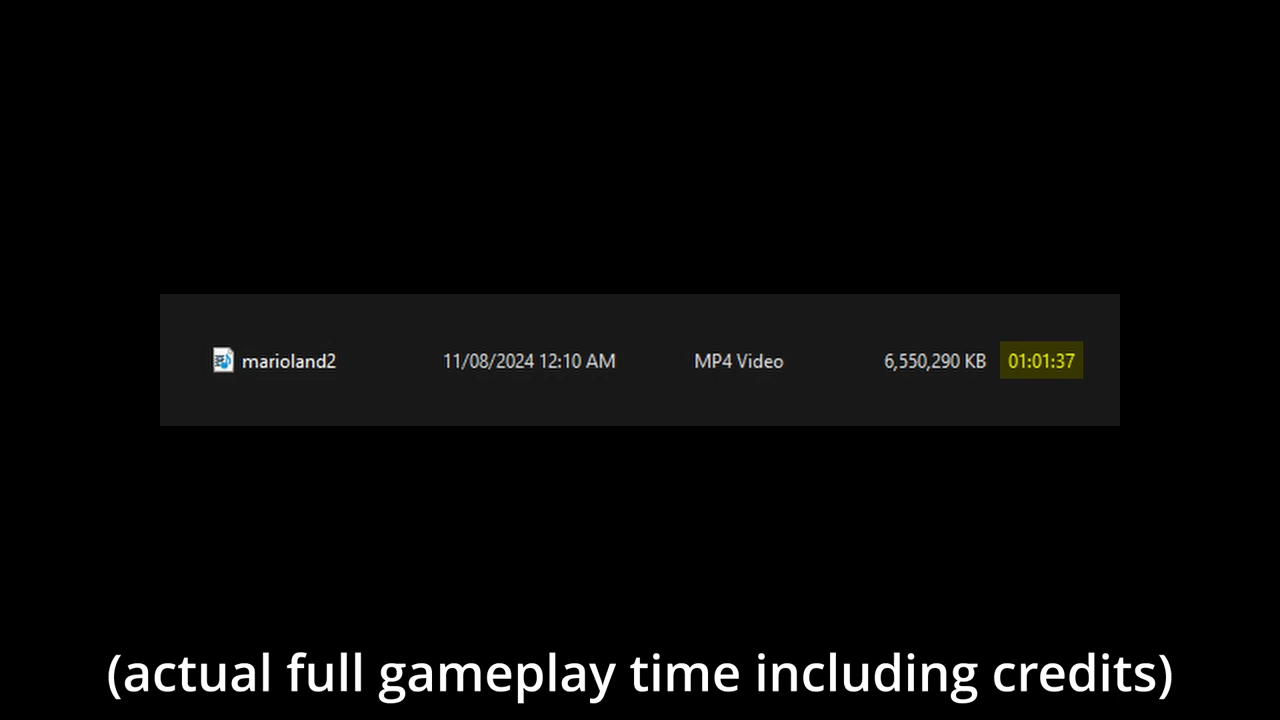 marioland2 11/08/2024 12:10 AM MP4 Video 6,550,290 KB 01:01:37
(actual full gameplay time including credits)